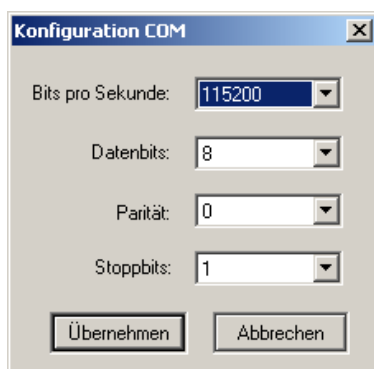 Konfiguration COM
Bits pro Sekunde: 115200
Datenbits: 8
Parität: 0
Stoppbits: 1
Übernehmen Abbrechen